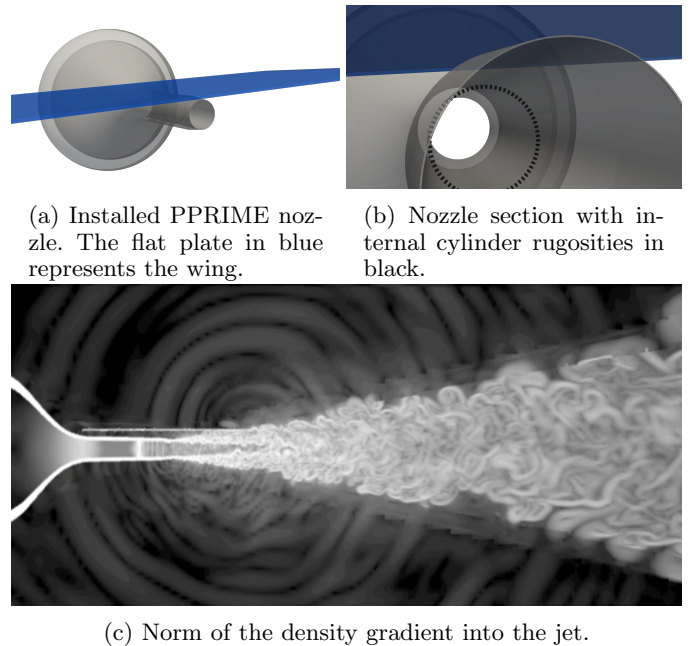 (a) Installed PPRIME noz-
zle. The flat plate in blue
represents the wing.
(b) Nozzle section with in-
ternal cylinder rugosities in
black.
(c) Norm of the density gradient into the jet.